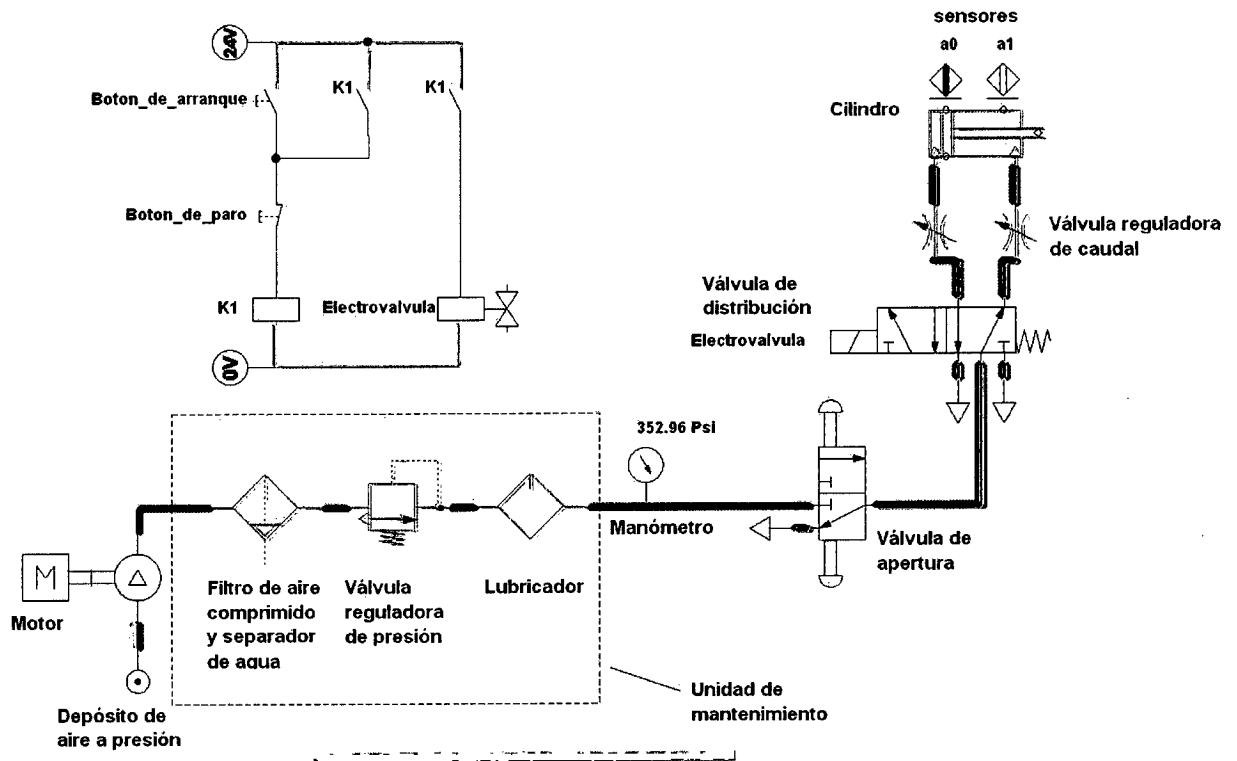 sensores
a0
a1
24V
Boton_de_arranque
K1
K1
Cilindro
Boton_de_paro
Válvula reguladora
de caudal
Válvula de
distribución
K1
Electrovalvula
Electrovalvula
0V
352.96 Psi
Manómetro
Válvula de
apertura
M
Motor
Filtro de aire
comprimido
y separador
de agua
Válvula
reguladora
de presión
Lubricador
Unidad de
mantenimiento
Depósito de
aire a presión